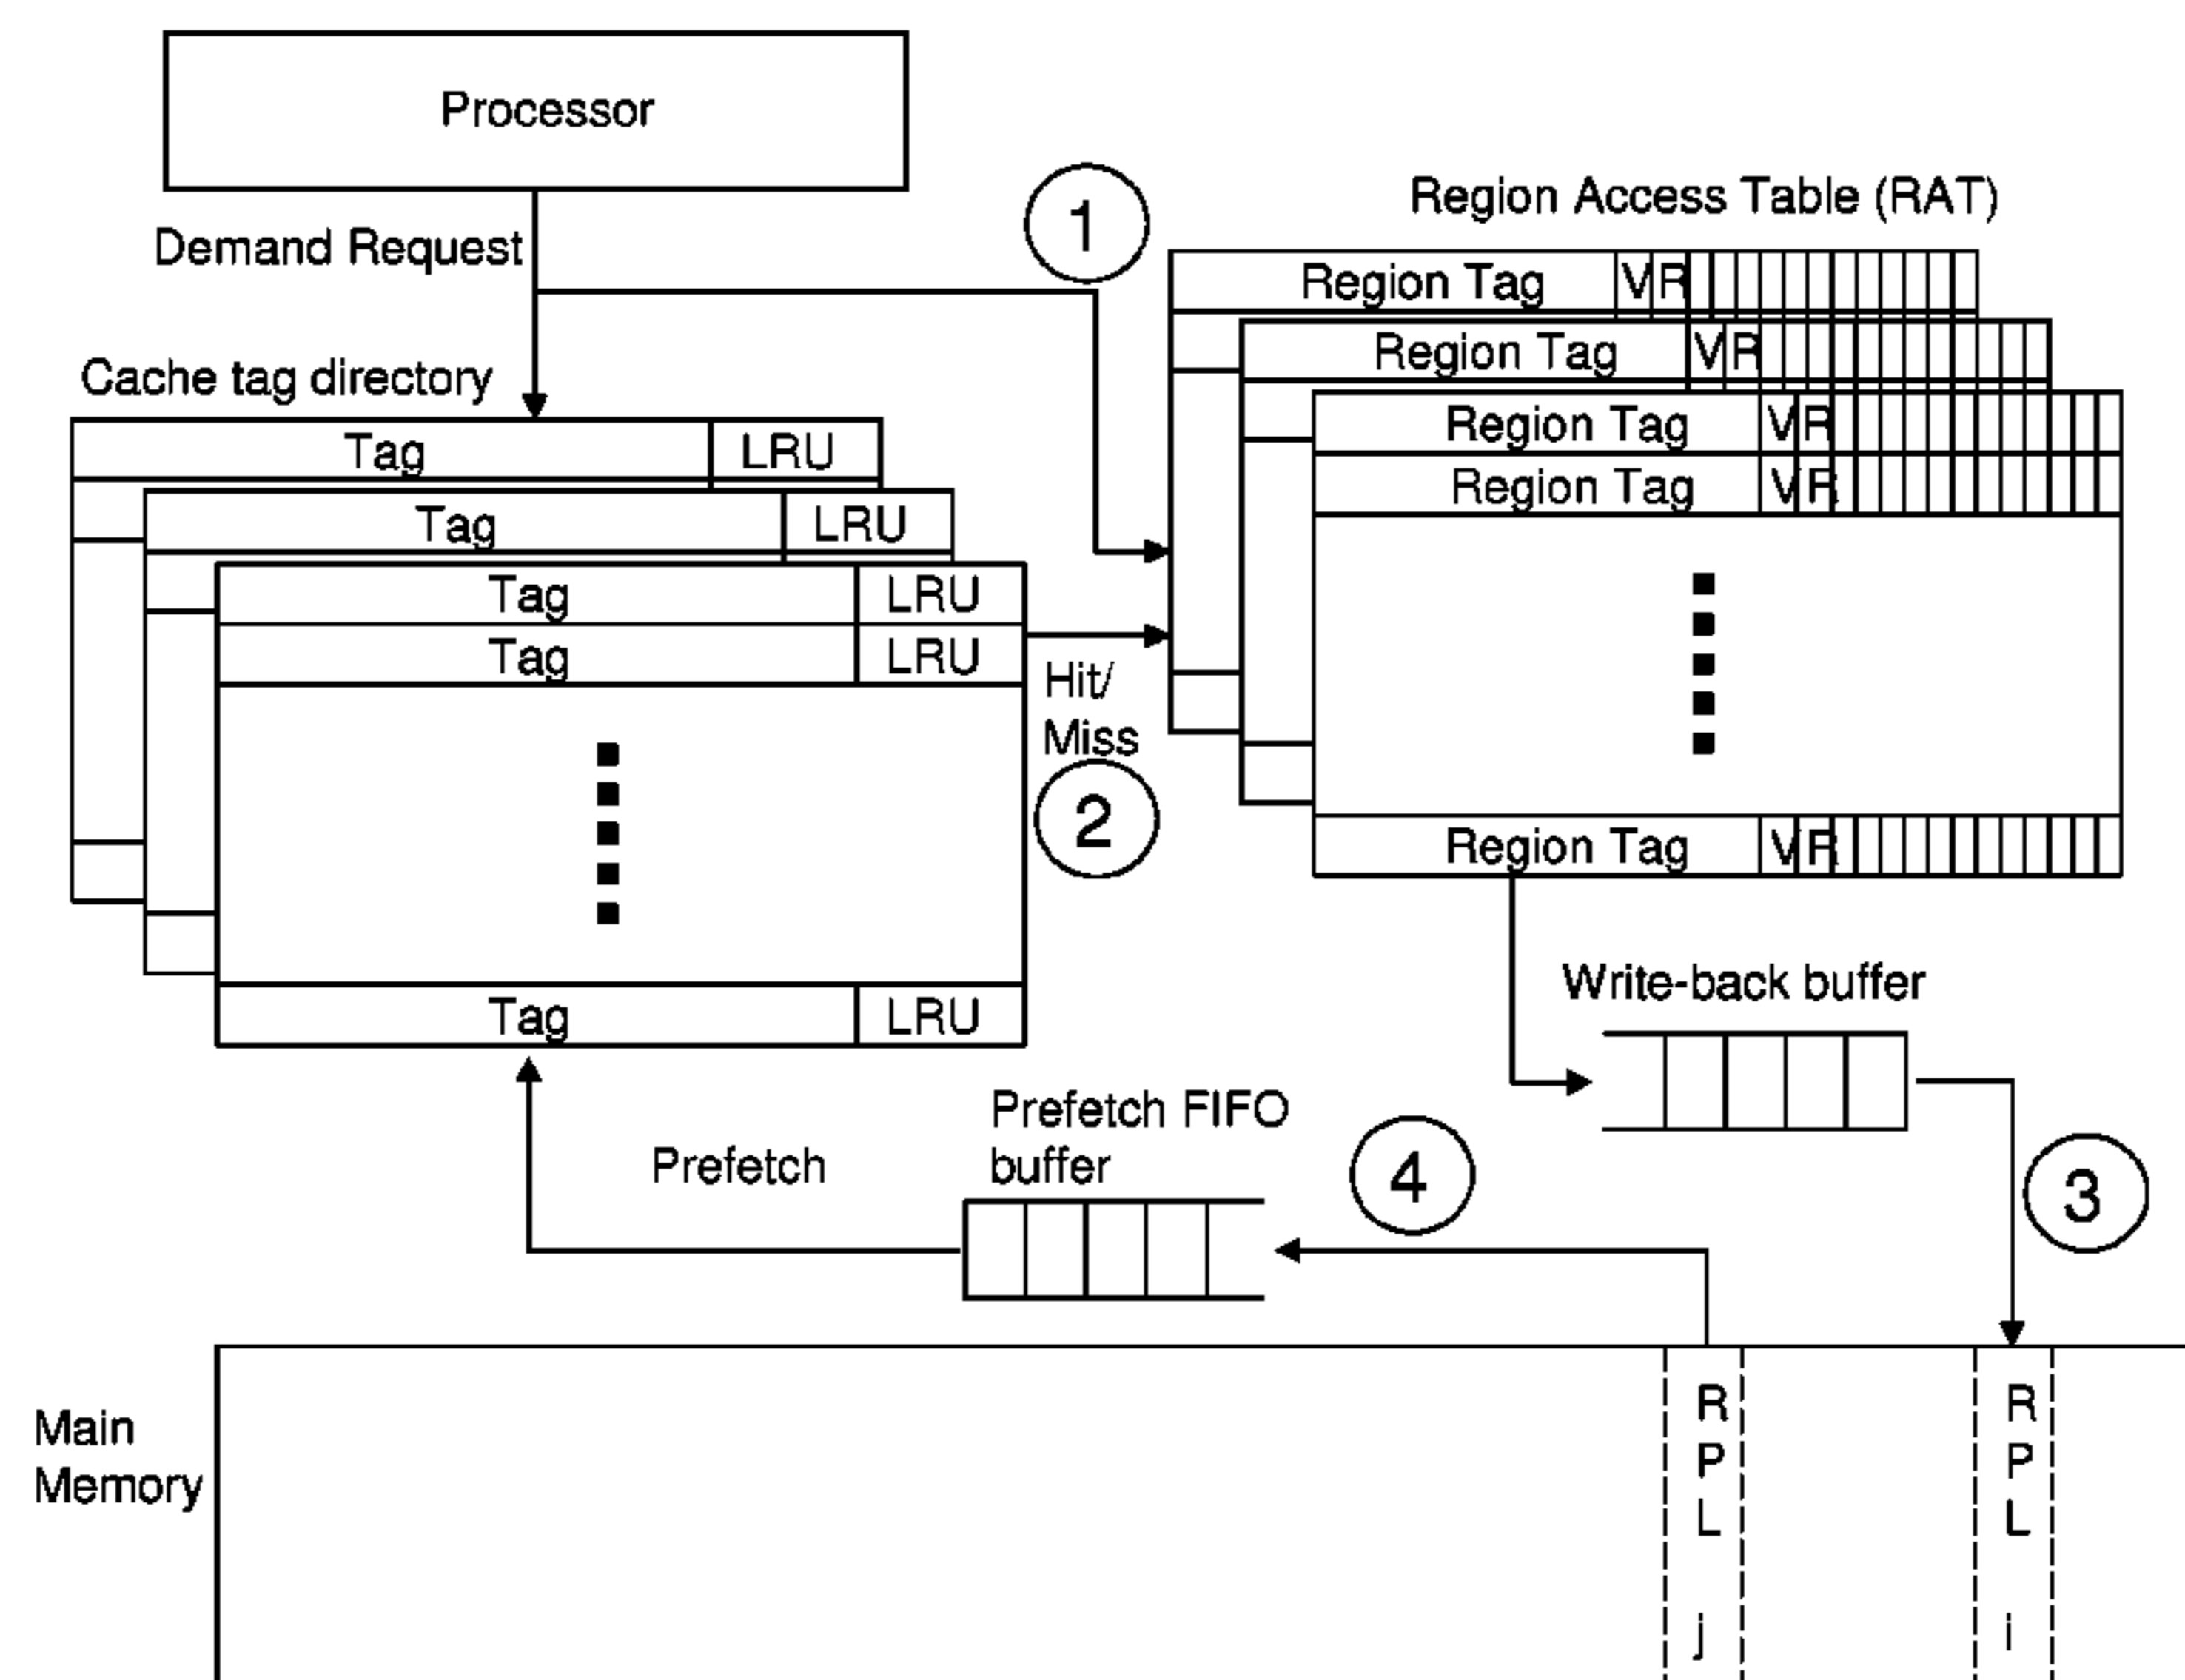 Processor
Demand Request
1
Region Access Table (RAT)
Region Tag V R
Region Tag V R
Region Tag V R
Region Tag V R
Region Tag V R
Cache tag directory
Tag LRU
Tag LRU
Tag LRU
Tag LRU
Tag LRU
Hit/
Miss
2
Write-back buffer
3
Prefetch FIFO
buffer
4
Prefetch
Main
Memory
R
P
L
j
R
P
L
i